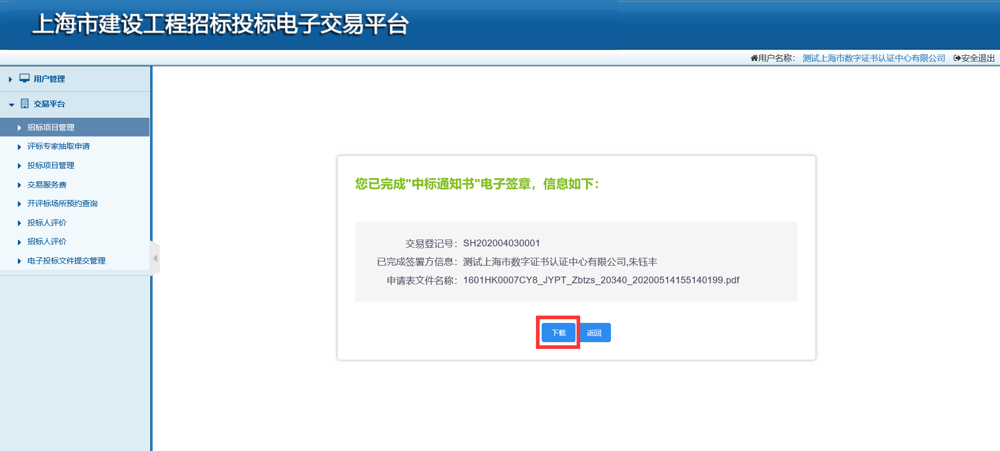 上海市建设工程招标投标电子交易平台
用户名称： 测试上海市数字证书认证中心有限公司 安全退出
用户管理
交易平台
招标项目管理
评标专家抽取申请
投标项目管理
交易服务费
开评标场所预约查询
投标人评价
招标人评价
电子投标文件提交管理
您已完成"中标通知书"电子签章，信息如下：
交易登记号：SH202004030001
已完成签署方信息：测试上海市数字证书认证中心有限公司,朱钰丰
申请表文件名称：1601HK0007CY8_JYPT_Zbtzs_20340_20200514155140199.pdf
下载 返回